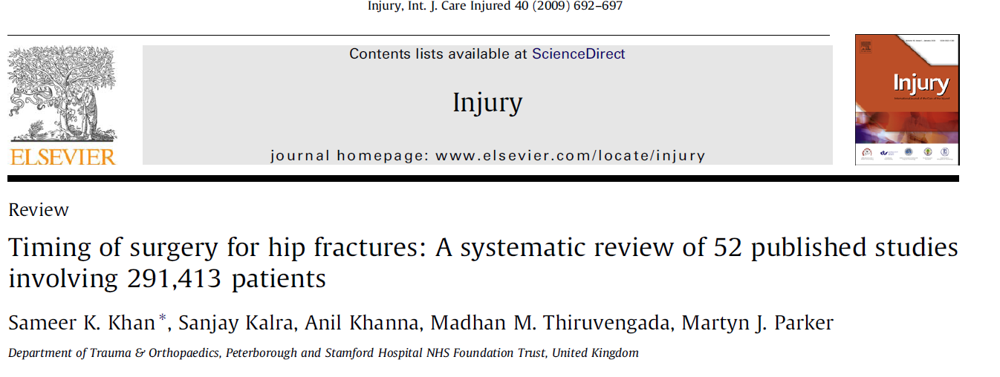 Injury, Int. J. Care Injured 40 (2009) 692–697
Contents lists available at ScienceDirect
Injury
journal homepage: www.elsevier.com/locate/injury
ELSEVIER
Injury
Review
Timing of surgery for hip fractures: A systematic review of 52 published studies
involving 291,413 patients
Sameer K. Khan*, Sanjay Kalra, Anil Khanna, Madhan M. Thiruvengada, Martyn J. Parker
Department of Trauma & Orthopaedics, Peterborough and Stamford Hospital NHS Foundation Trust, United Kingdom